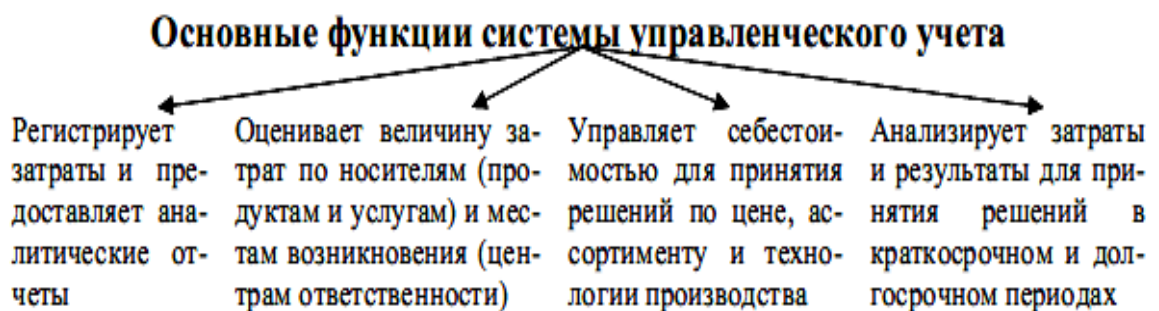 Основные функции системы управленческого учета
Регистрирует
затраты и пре-
доставляет ана-
литические от-
четы
Оценивает величину за-
трат по носителям (про-
дуктам и услугам) и мес-
там возникновения (цен-
трам ответственности)
Управляет себестои-
мостью для принятия
решений по цене, ас-
сортименту и техно-
логии производства
Анализирует затраты
и результаты для при-
нятия решений в
краткосрочном и дол-
госрочном периодах